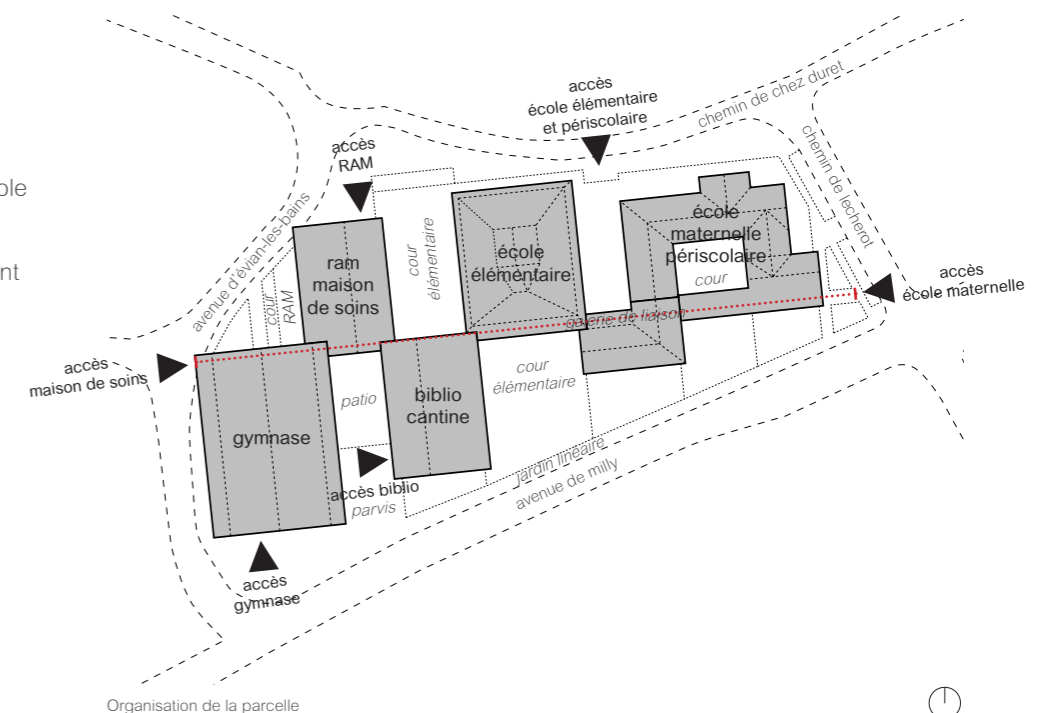 accès
école élémentaire
et périscolaire
chemin de chez duret
chemin de lecherot
accès
RAM
ole
nt
avenue d'évian-les-bains
ram
maison
de soins
cour
élémentaire
école
élémentaire
école
maternelle
périscolaire
cour
accès
école maternelle
cour
RAM
galerie de liaison
accès
maison de soins
patio
biblio
cantine
cour
élémentaire
gymnase
jardin linéaire
avenue de milly
accès biblio
parvis
accès
gymnase
Organisation de la parcelle